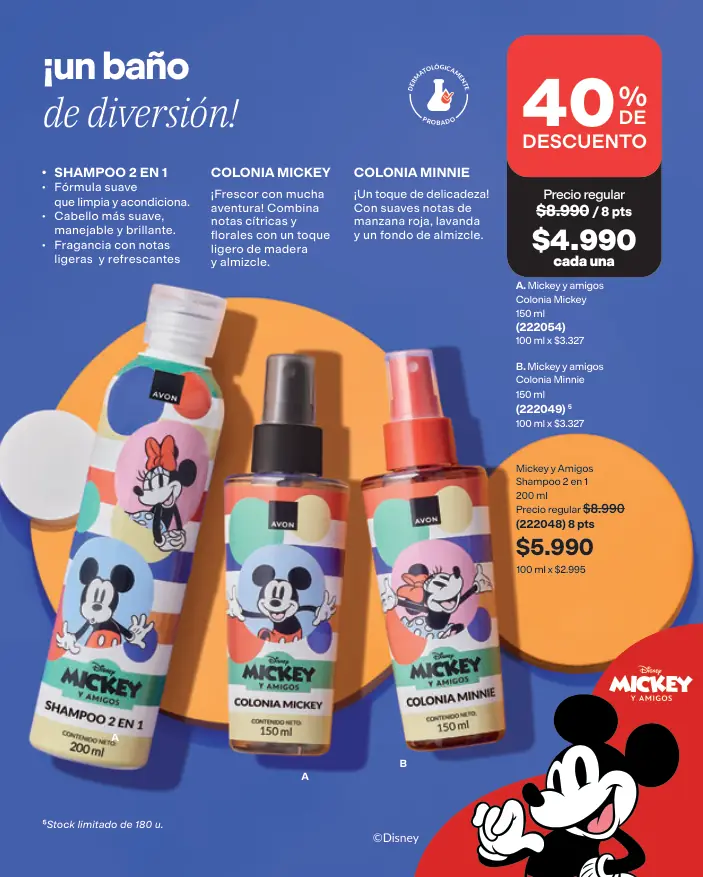 ¡un baño
de diversión!
DERMATOLÓGICAMENTE
PROBADO
40%
DE
DESCUENTO
Precio regular
$8.990 / 8 pts
$4.990
cada una
• SHAMPOO 2 EN 1
• Fórmula suave
que limpia y acondiciona.
• Cabello más suave,
manejable y brillante.
• Fragancia con notas
ligeras y refrescantes
COLONIA MICKEY
¡Frescor con mucha
aventura! Combina
notas cítricas y
florales con un toque
ligero de madera
y almizcle.
COLONIA MINNIE
¡Un toque de delicadeza!
Con suaves notas de
manzana roja, lavanda
y un fondo de almizcle.
A. Mickey y amigos
Colonia Mickey
150 ml
(222054)
100 ml x $3.327
B. Mickey y amigos
Colonia Minnie
150 ml
(222049) ⁵
100 ml x $3.327
Mickey y Amigos
Shampoo 2 en 1
200 ml
Precio regular $8.990
(222048) 8 pts
$5.990
100 ml x $2.995
AVON
Disney
MICKEY
Y AMIGOS
SHAMPOO 2 EN 1
CONTENIDO NETO:
200 ml
A
AVON
Disney
MICKEY
Y AMIGOS
COLONIA MICKEY
CONTENIDO NETO:
150 ml
A
AVON
Disney
MICKEY
Y AMIGOS
COLONIA MINNIE
CONTENIDO NETO:
150 ml
B
Disney
MICKEY
Y AMIGOS
⁵Stock limitado de 180 u.
©Disney